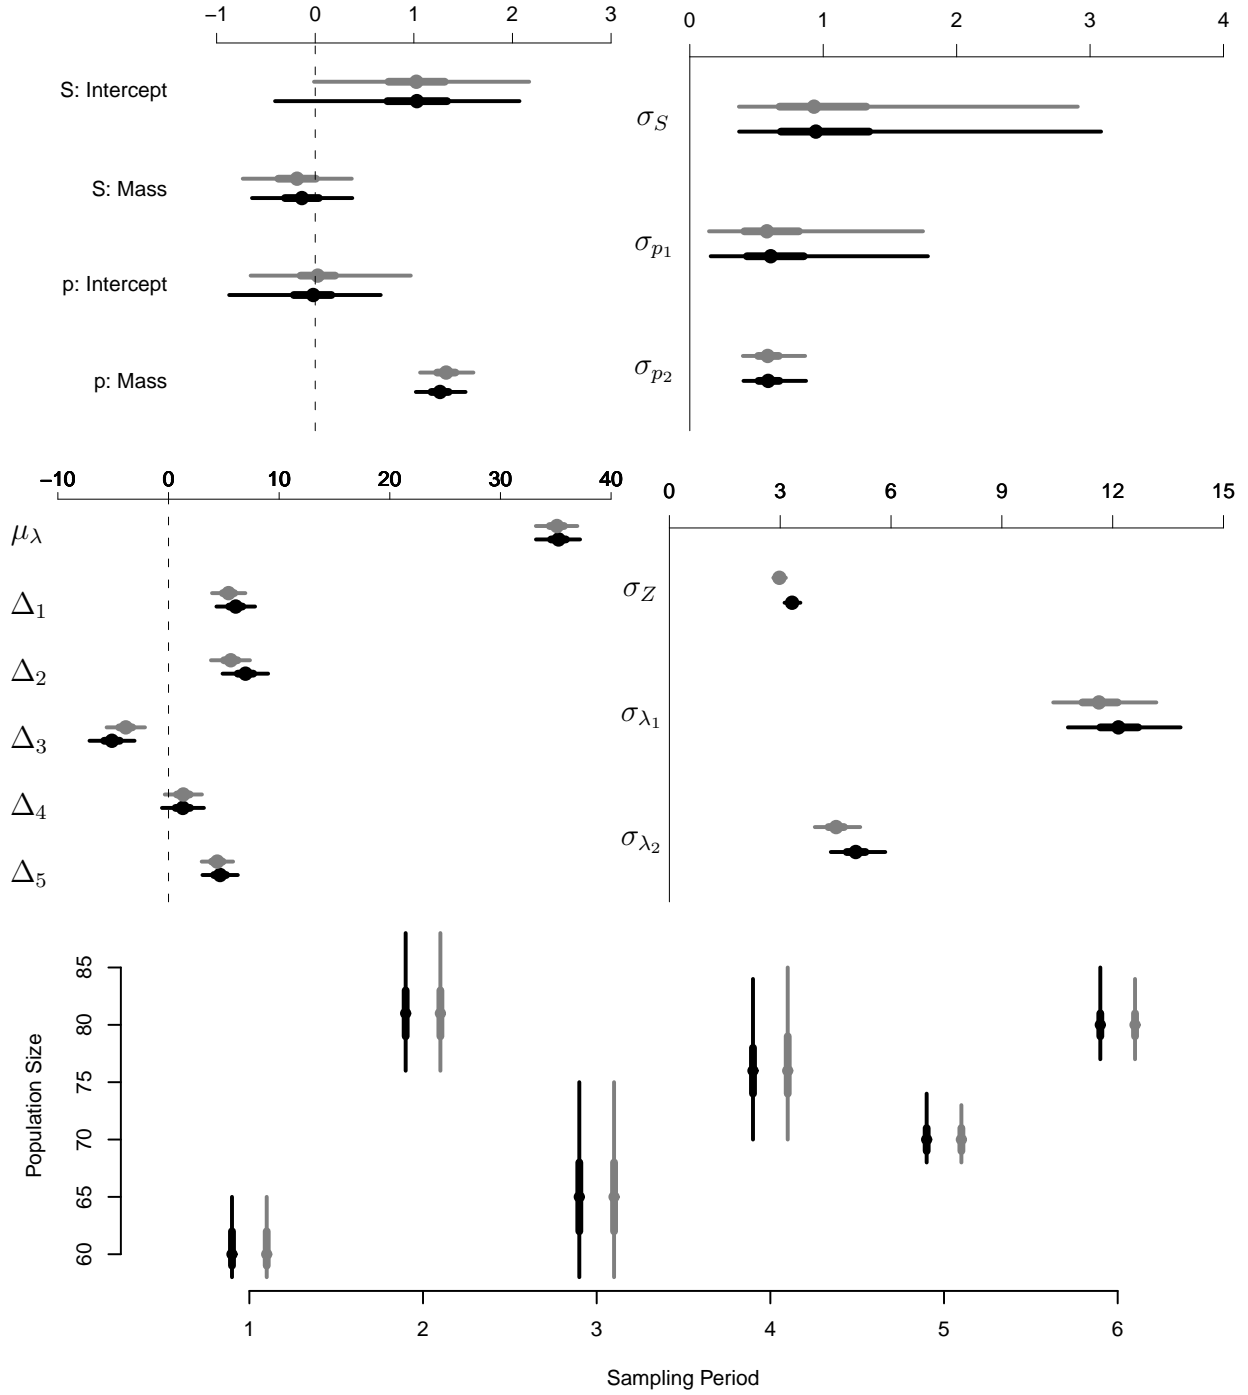 −1 0 1 2 3
S: Intercept
S: Mass
p: Intercept
p: Mass
0 1 2 3 4
σ_S
σ_{p_1}
σ_{p_2}
−10 0 10 20 30 40
μ_λ
Δ_1
Δ_2
Δ_3
Δ_4
Δ_5
0 3 6 9 12 15
σ_Z
σ_{λ_1}
σ_{λ_2}
Population Size
85
80
75
70
65
60
1 2 3 4 5 6
Sampling Period